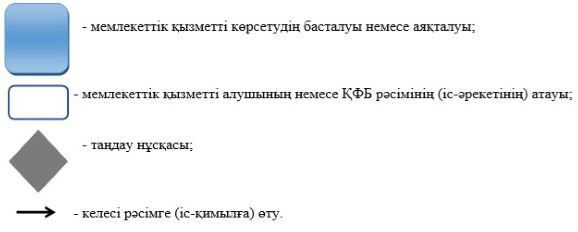 - мемлекеттік қызметті көрсетудің басталуы немесе аяқталуы;
- мемлекеттік қызметті алушының немесе ҚФБ рәсімінің (іс-әрекетінің) атауы;
- таңдау нұсқасы;
- келесі рәсімге (іс-қимылға) өту.